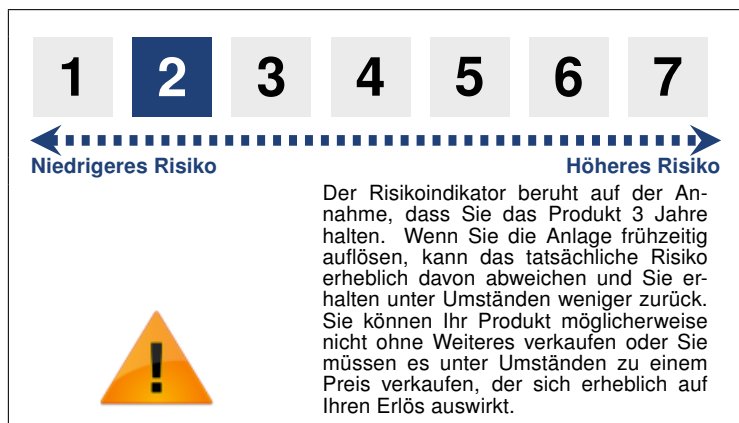 1 2 3 4 5 6 7
Niedrigeres Risiko Höheres Risiko
Der Risikoindikator beruht auf der An-
nahme, dass Sie das Produkt 3 Jahre
halten. Wenn Sie die Anlage frühzeitig
auflösen, kann das tatsächliche Risiko
erheblich davon abweichen und Sie er-
halten unter Umständen weniger zurück.
Sie können Ihr Produkt möglicherweise
nicht ohne Weiteres verkaufen oder Sie
müssen es unter Umständen zu einem
Preis verkaufen, der sich erheblich auf
Ihren Erlös auswirkt.
!